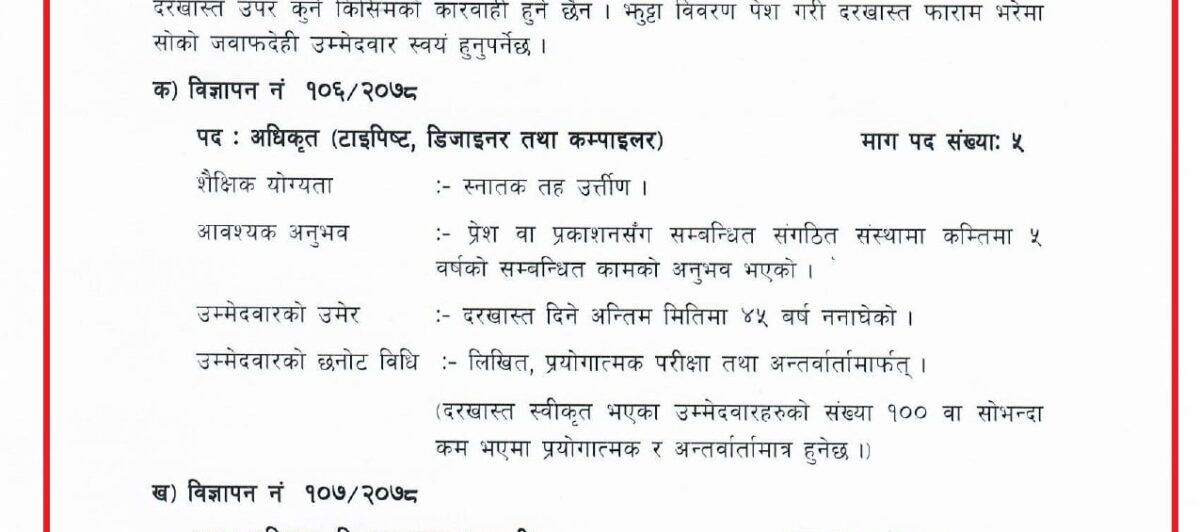 दरखास्त उपर कुनै किसिमको कारवाही हुने छैन । झुट्टा विवरण पेश गरी दरखास्त फाराम भरेमा
सोको जवाफदेही उम्मेदवार स्वयं हुनुपर्नेछ ।
क) विज्ञापन नं १०६/२०७८
पद : अधिकृत (टाइपिष्ट, डिजाइनर तथा कम्पाइलर) माग पद संख्याः ५
शैक्षिक योग्यता :- स्नातक तह उर्त्तीण ।
आवश्यक अनुभव :- प्रेश वा प्रकाशनसँग सम्बन्धित संगठित संस्थामा कम्तिमा ५
वर्षको सम्बन्धित कामको अनुभव भएको ।
उम्मेदवारको उमेर :- दरखास्त दिने अन्तिम मितिमा ४५ बर्ष ननाघेको ।
उम्मेदवारको छनोट विधि :- लिखित, प्रयोगात्मक परीक्षा तथा अन्तर्वार्तामार्फत् ।
(दरखास्त स्वीकृत भएका उम्मेदवारहरुको संख्या १०० वा सोभन्दा
कम भएमा प्रयोगात्मक र अन्तर्वार्तामात्र हुनेछ ।)
ख) विज्ञापन नं १०७/२०७८